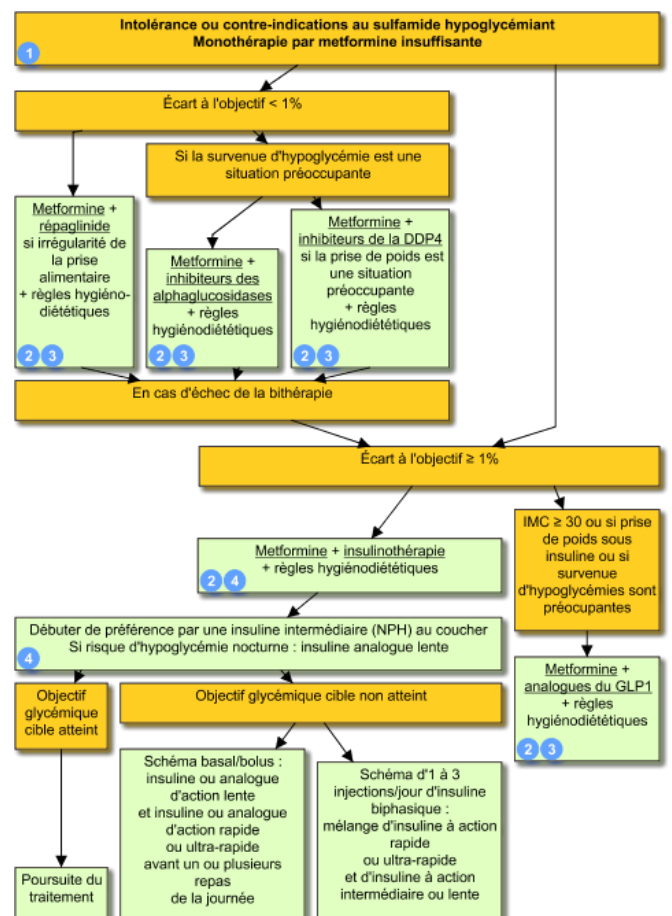 Intolérance ou contre-indications au sulfamide hypoglycémiant
Monothérapie par metformine insuffisante
1
Écart à l'objectif < 1%
Si la survenue d'hypoglycémie est une
situation préoccupante
Metformine +
répaglinide
si irrégularité de
la prise
alimentaire
+ règles hygiéno-
diététiques
2 3
Metformine +
inhibiteurs des
alphaglucosidases
+ règles
hygiénodiététiques
2 3
Metformine +
inhibiteurs de la DDP4
si la prise de poids est
une situation
préoccupante
+ règles
hygiénodiététiques
2 3
En cas d'échec de la bithérapie
Écart à l'objectif ≥ 1%
Metformine + insulinothérapie
+ règles hygiénodiététiques
2 4
IMC ≥ 30 ou si prise
de poids sous
insuline ou si
survenue
d'hypoglycémies sont
préoccupantes
Débuter de préférence par une insuline intermédiaire (NPH) au coucher
Si risque d'hypoglycémie nocturne : insuline analogue lente
4
Metformine +
analogues du GLP1
+ règles
hygiénodiététiques
2 3
Objectif
glycémique
cible atteint
Objectif glycémique cible non atteint
Poursuite du
traitement
Schéma basal/bolus :
insuline ou analogue
d'action lente
et insuline ou analogue
d'action rapide
ou ultra-rapide
avant un ou plusieurs
repas
de la journée
Schéma d'1 à 3
injections/jour d'insuline
biphasique :
mélange d'insuline à action
rapide
ou ultra-rapide
et d'insuline à action
intermédiaire ou lente